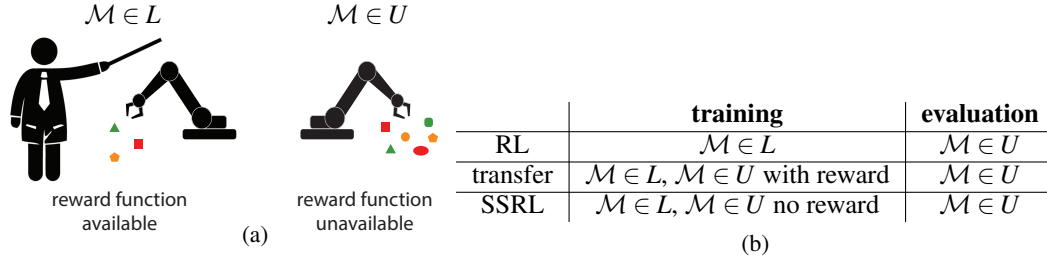 𝓜 ∈ L
𝓜 ∈ U
reward function
available
reward function
unavailable
(a)
training evaluation
RL 𝓜 ∈ L 𝓜 ∈ U
transfer 𝓜 ∈ L, 𝓜 ∈ U with reward 𝓜 ∈ U
SSRL 𝓜 ∈ L, 𝓜 ∈ U no reward 𝓜 ∈ U
(b)